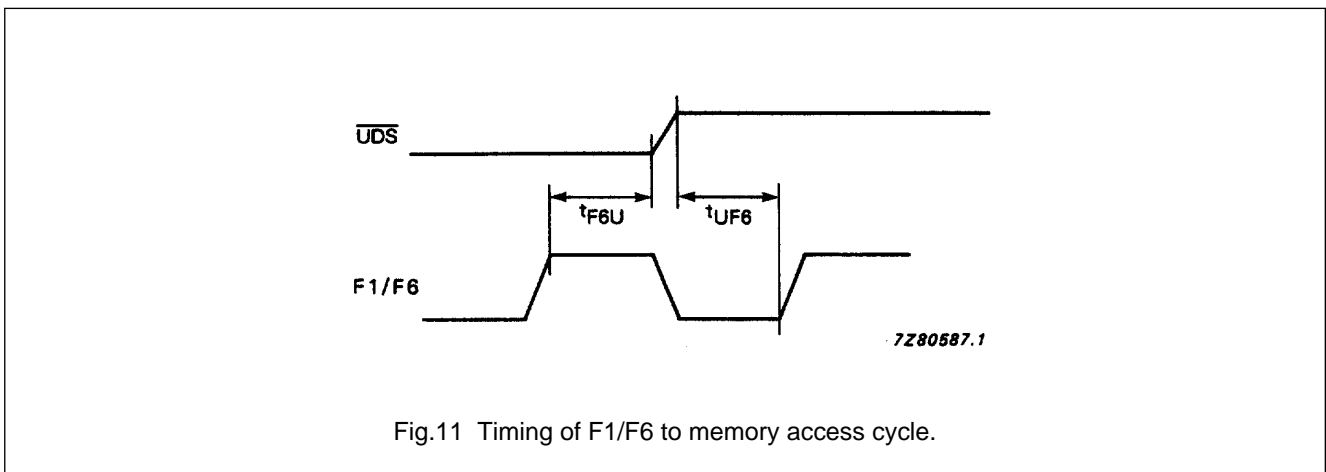 UDS
tF6U tUF6
F1/F6
7Z80587.1
Fig.11 Timing of F1/F6 to memory access cycle.